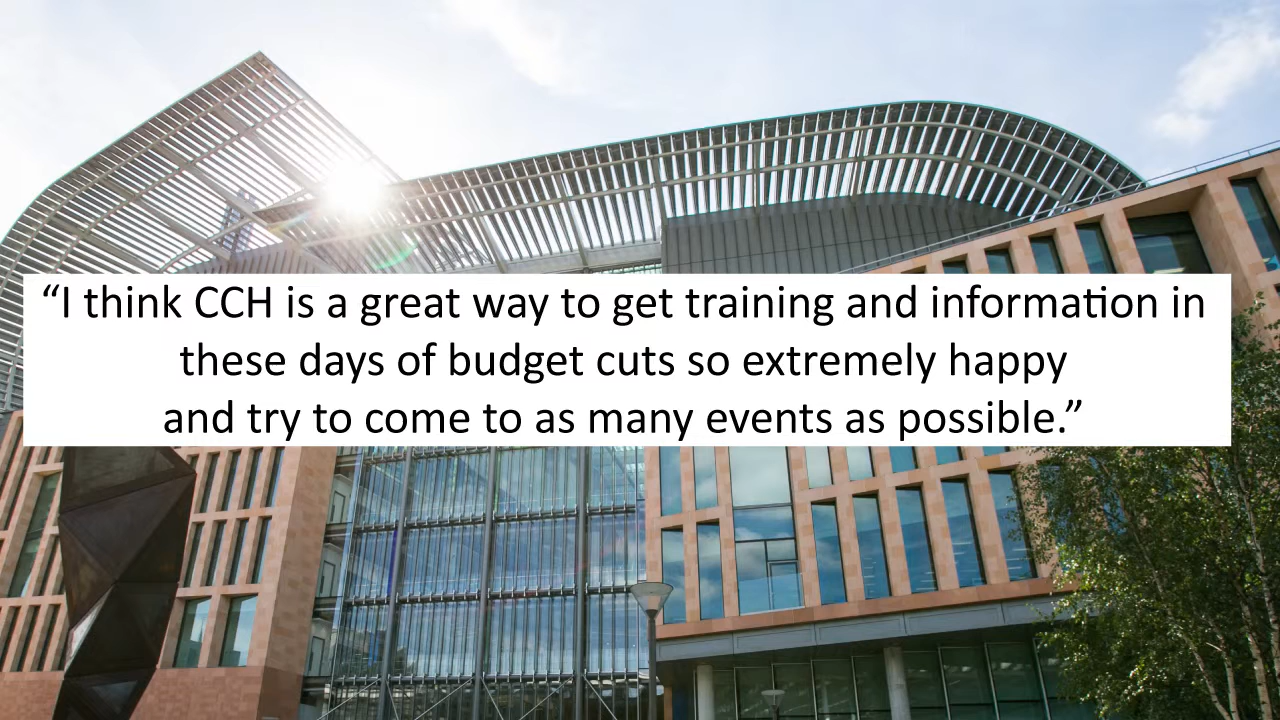 “I think CCH is a great way to get training and information in
these days of budget cuts so extremely happy
and try to come to as many events as possible.”